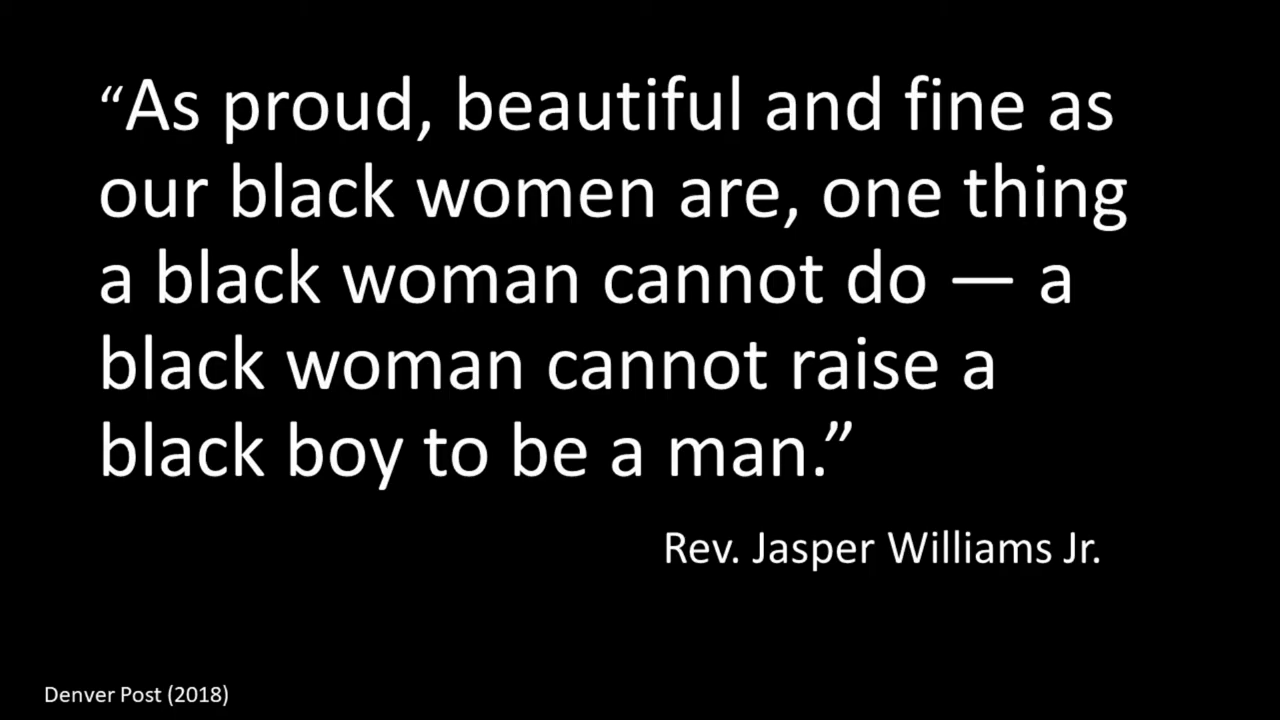 “As proud, beautiful and fine as
our black women are, one thing
a black woman cannot do — a
black woman cannot raise a
black boy to be a man.”
Rev. Jasper Williams Jr.
Denver Post (2018)